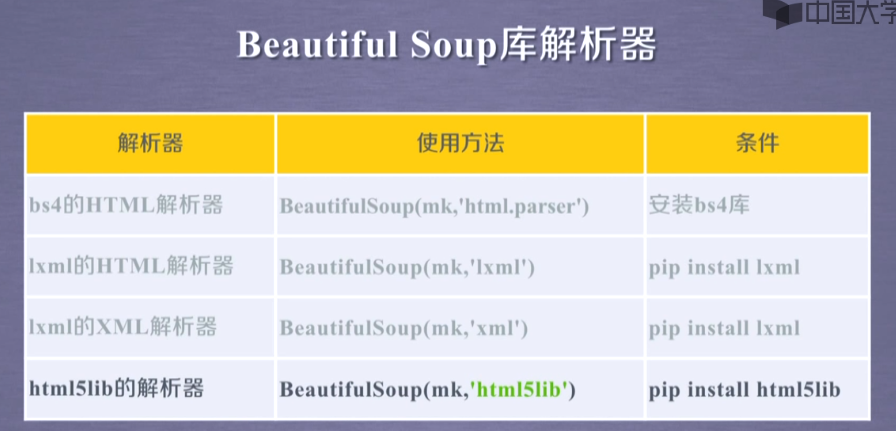 中国大学
Beautiful Soup库解析器
解析器 使用方法 条件
bs4的HTML解析器 BeautifulSoup(mk,'html.parser') 安装bs4库
lxml的HTML解析器 BeautifulSoup(mk,'lxml') pip install lxml
lxml的XML解析器 BeautifulSoup(mk,'xml') pip install lxml
html5lib的解析器 BeautifulSoup(mk,'html5lib') pip install html5lib